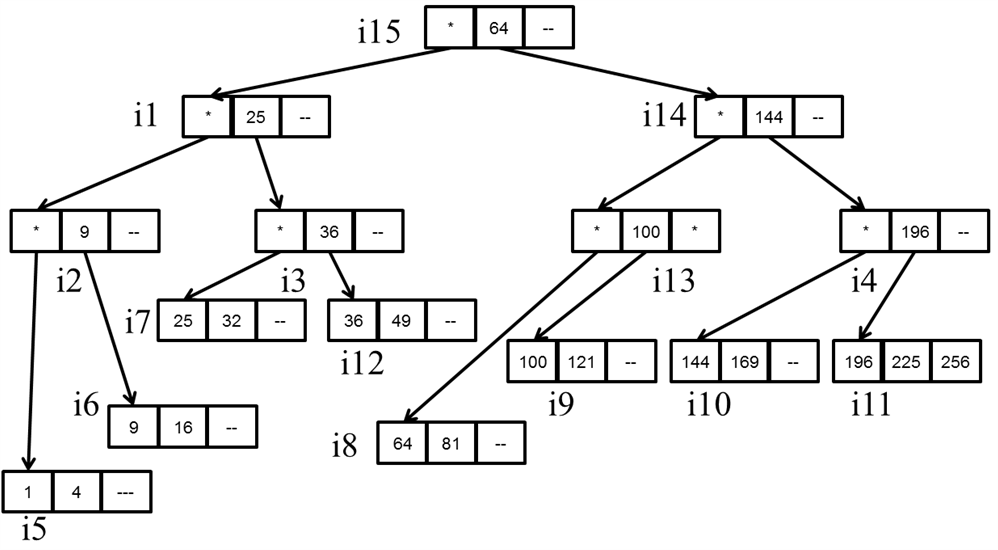 i15 * 64 --
i1 * 25 --
i14 * 144 --
* 9 --
* 36 --
* 100 *
* 196 --
i2
i3
i13
i4
i7 25 32 --
36 49 --
i12
100 121 --
144 169 --
196 225 256
i9
i10
i11
i6 9 16 --
i8 64 81 --
1 4 ---
i5